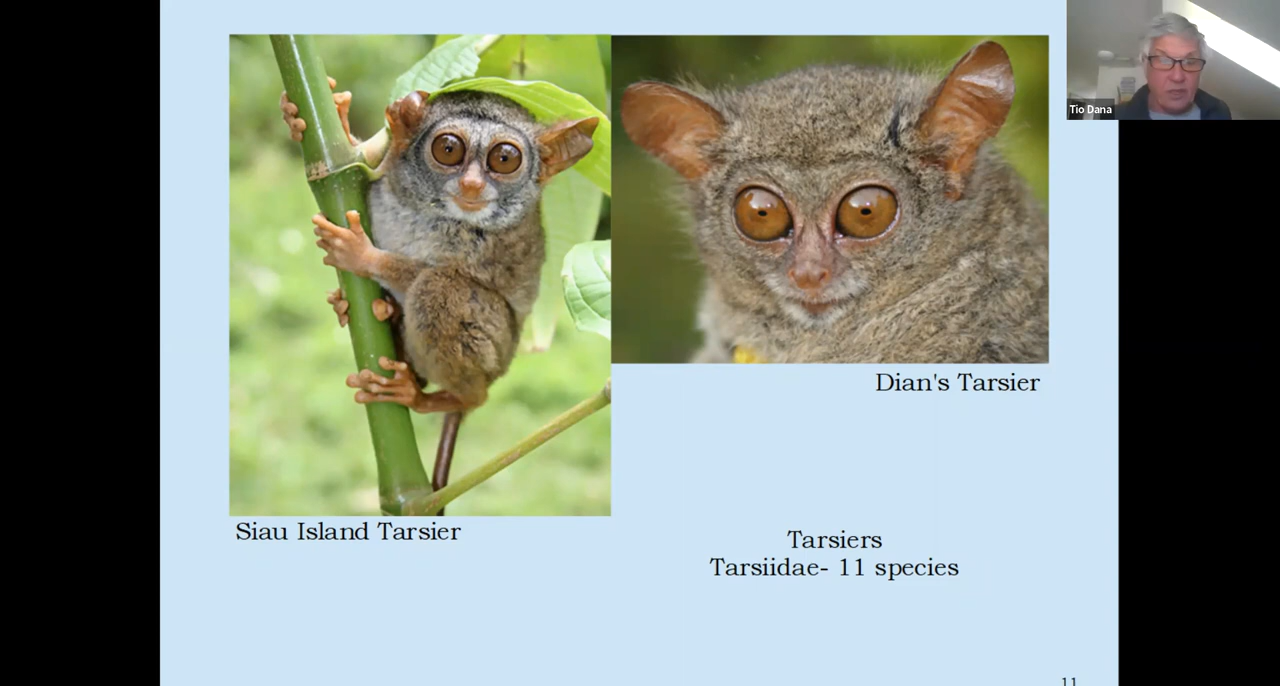 Tio Dana
Dian's Tarsier
Siau Island Tarsier
Tarsiers
Tarsiidae- 11 species
11